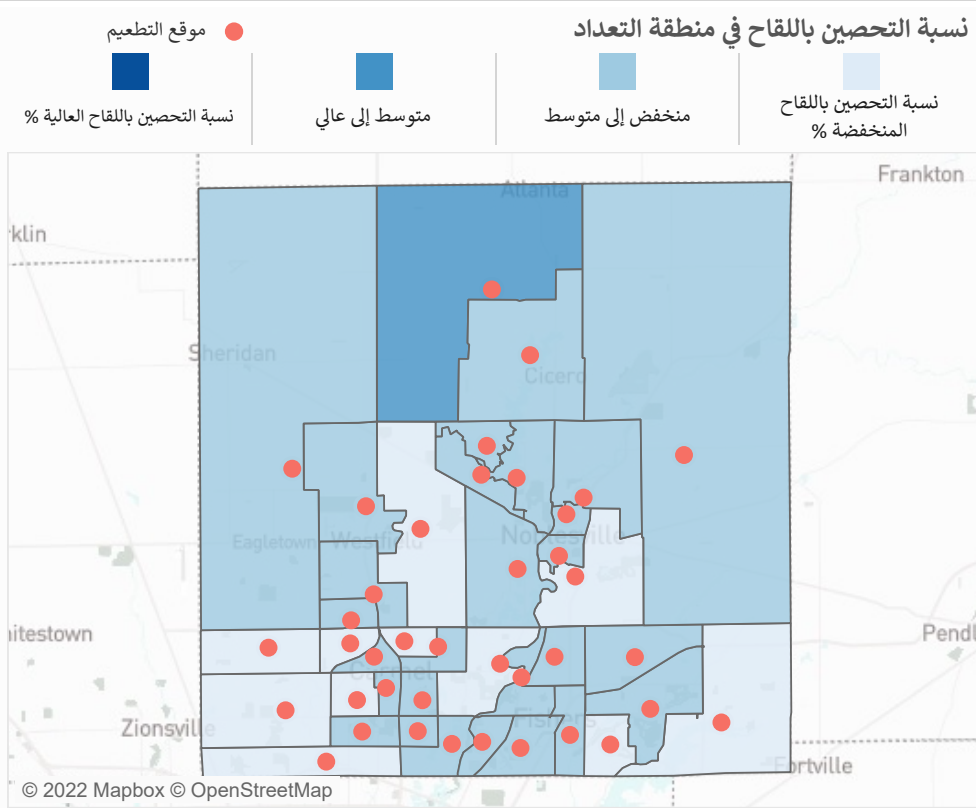 نسبة التحصين باللقاح في منطقة التعداد
موقع التطعيم
نسبة التحصين باللقاح
المنخفضة %
منخفض إلى متوسط
متوسط إلى عالي
نسبة التحصين باللقاح العالية %
Frankton
Atlanta
klin
Sheridan
Cicero
Eagletown
Westfield
Noblesville
itestown
Pendl
Carmel
Zionsville
Fishers
Fortville
© 2022 Mapbox © OpenStreetMap